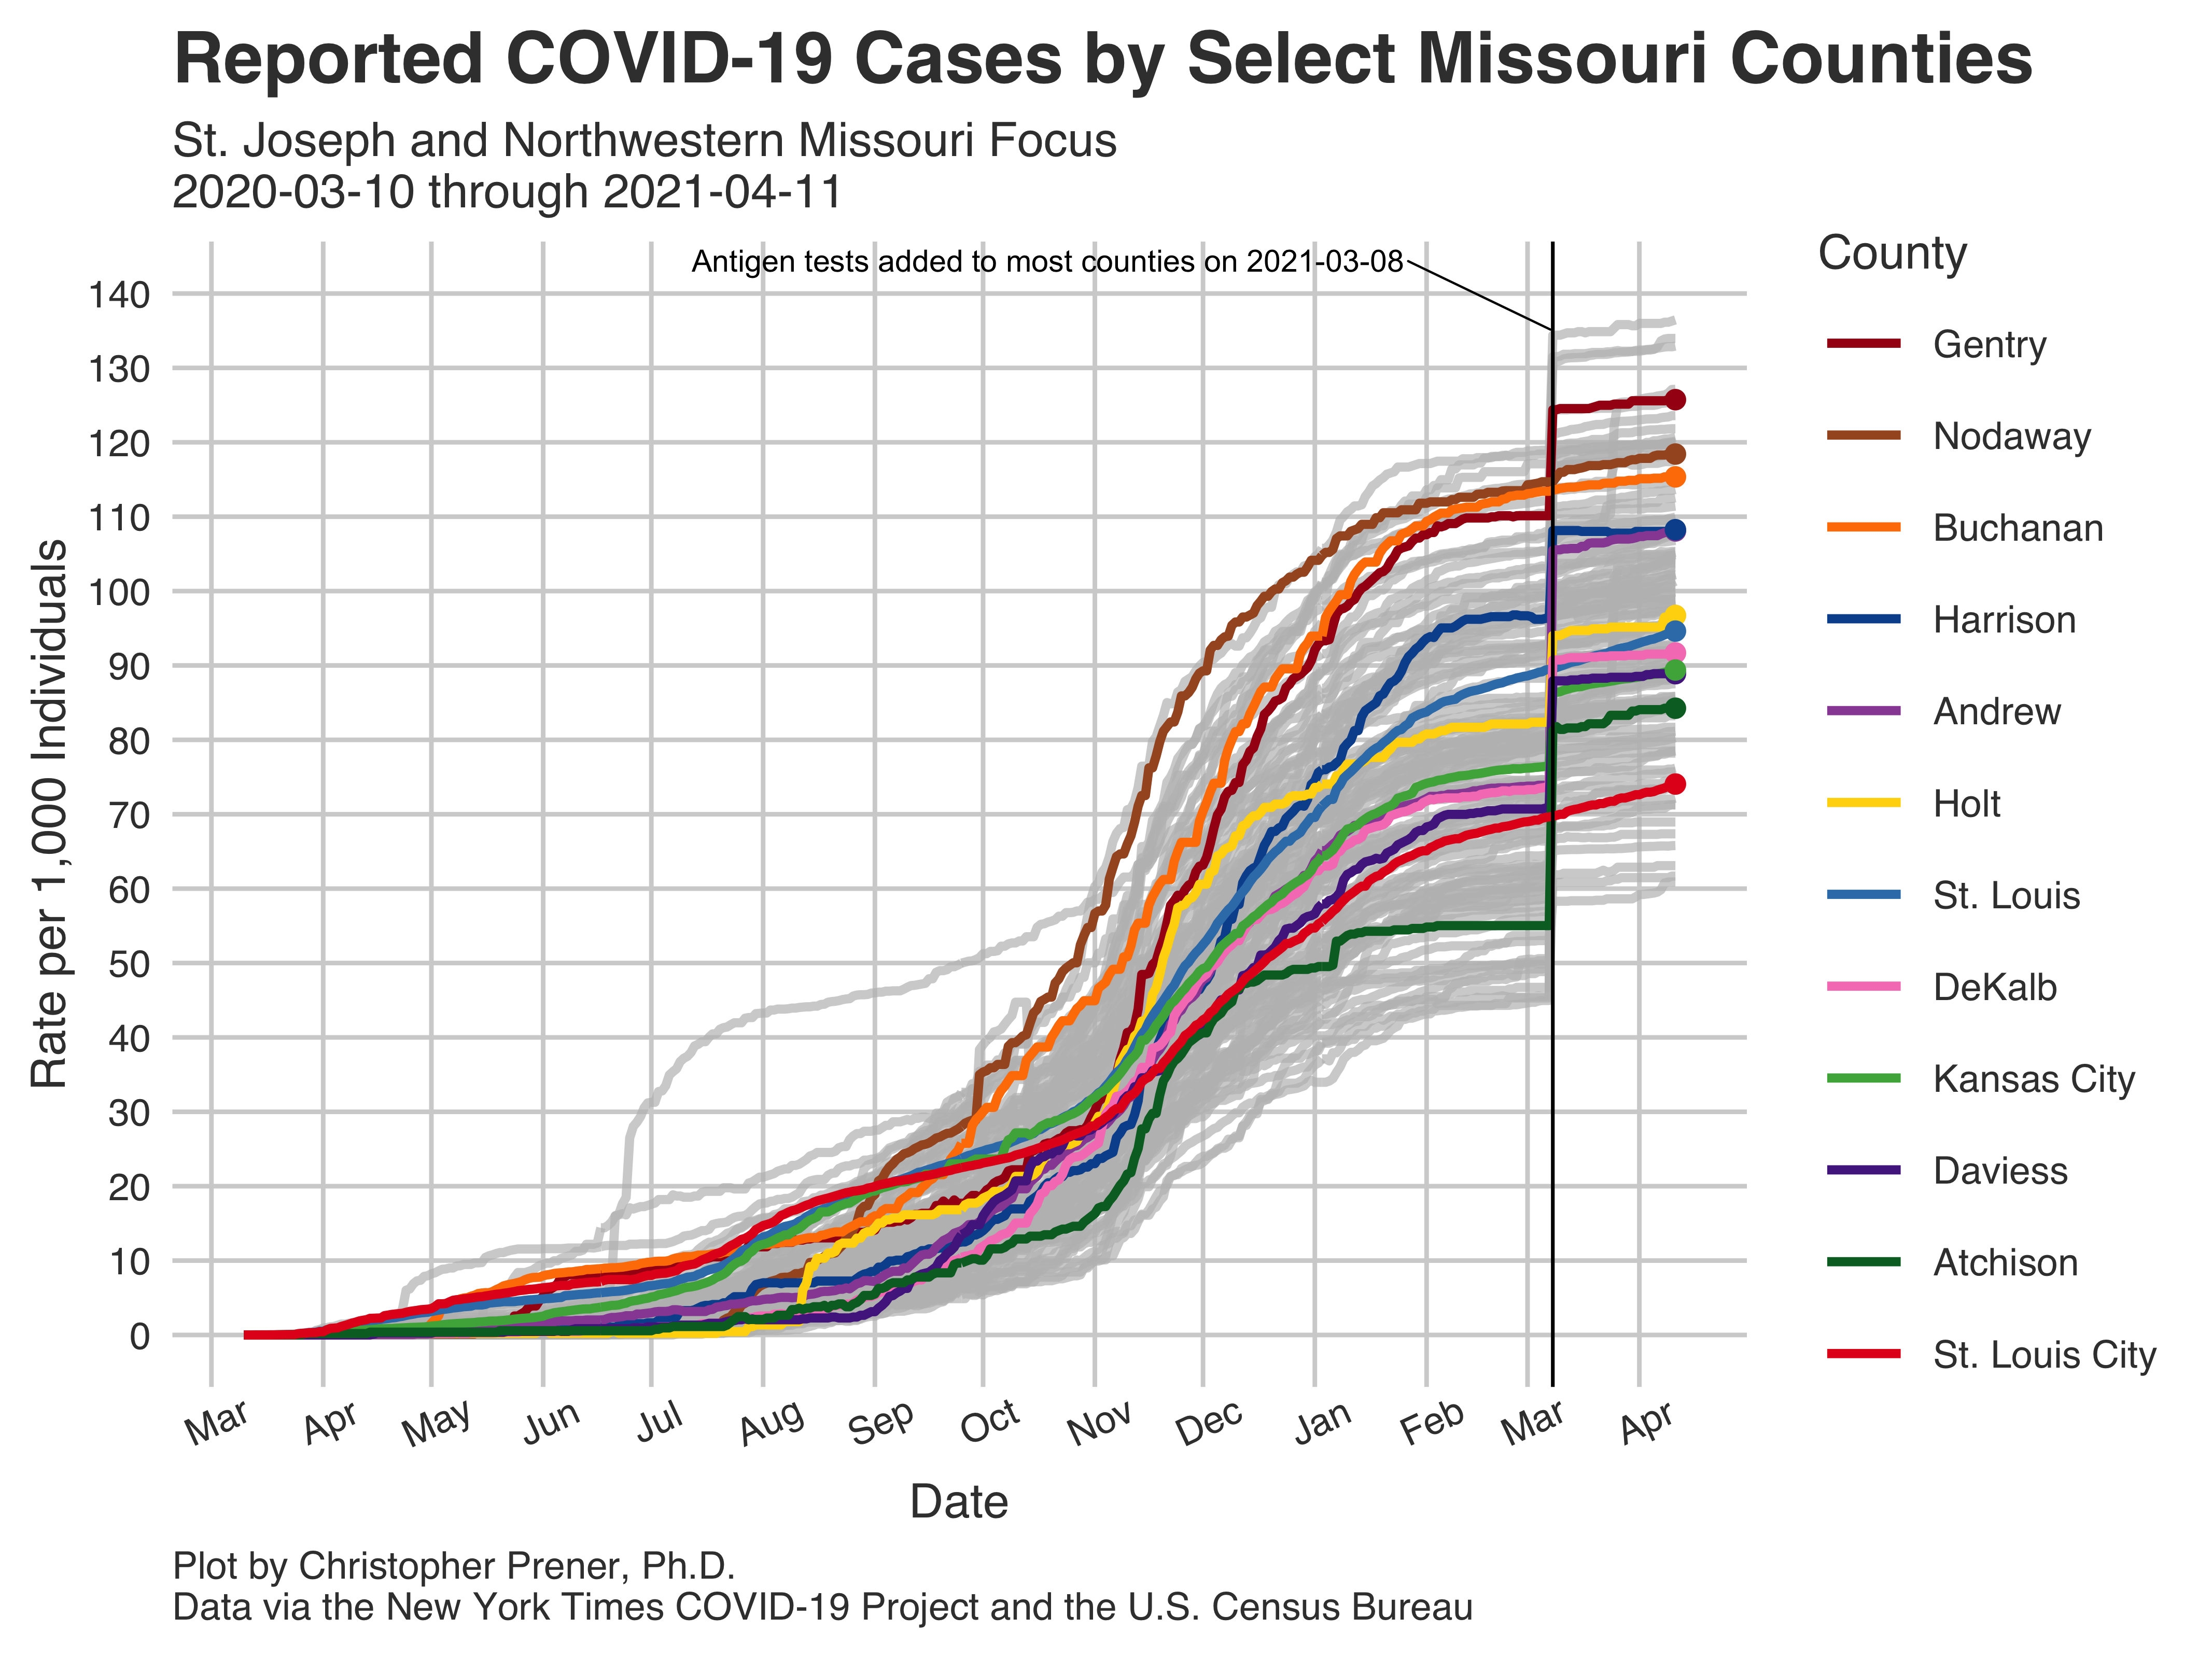 Reported COVID-19 Cases by Select Missouri Counties
St. Joseph and Northwestern Missouri Focus
2020-03-10 through 2021-04-11
Antigen tests added to most counties on 2021-03-08
Rate per 1,000 Individuals
140
130
120
110
100
90
80
70
60
50
40
30
20
10
0
Mar
Apr
May
Jun
Jul
Aug
Sep
Oct
Nov
Dec
Jan
Feb
Mar
Apr
Date
County
Gentry
Nodaway
Buchanan
Harrison
Andrew
Holt
St. Louis
DeKalb
Kansas City
Daviess
Atchison
St. Louis City
Plot by Christopher Prener, Ph.D.
Data via the New York Times COVID-19 Project and the U.S. Census Bureau